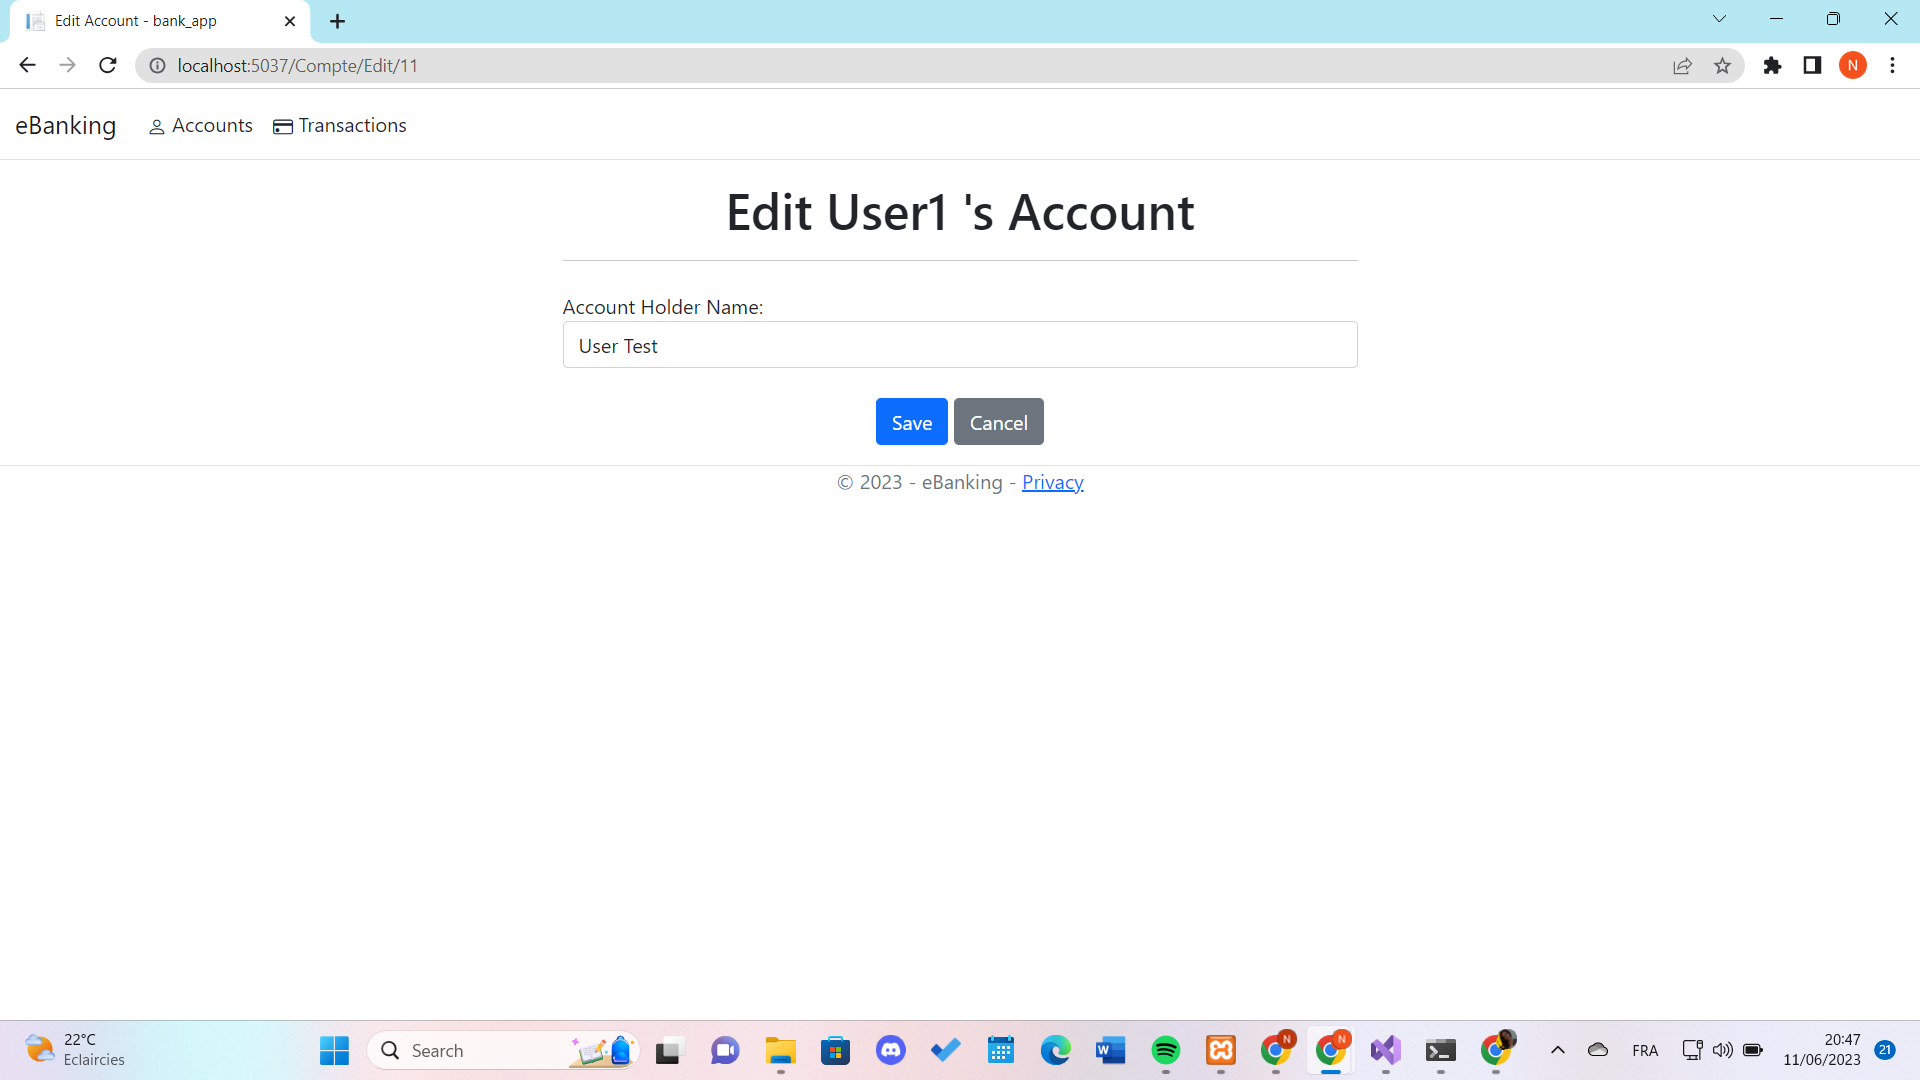 Edit Account - bank_app
localhost:5037/Compte/Edit/11
N
eBanking Accounts Transactions
Edit User1 's Account
Account Holder Name:
User Test
Save Cancel
© 2023 - eBanking - Privacy
22°C
Eclaircies
Search
W
N
N
FRA
20:47
11/06/2023
21